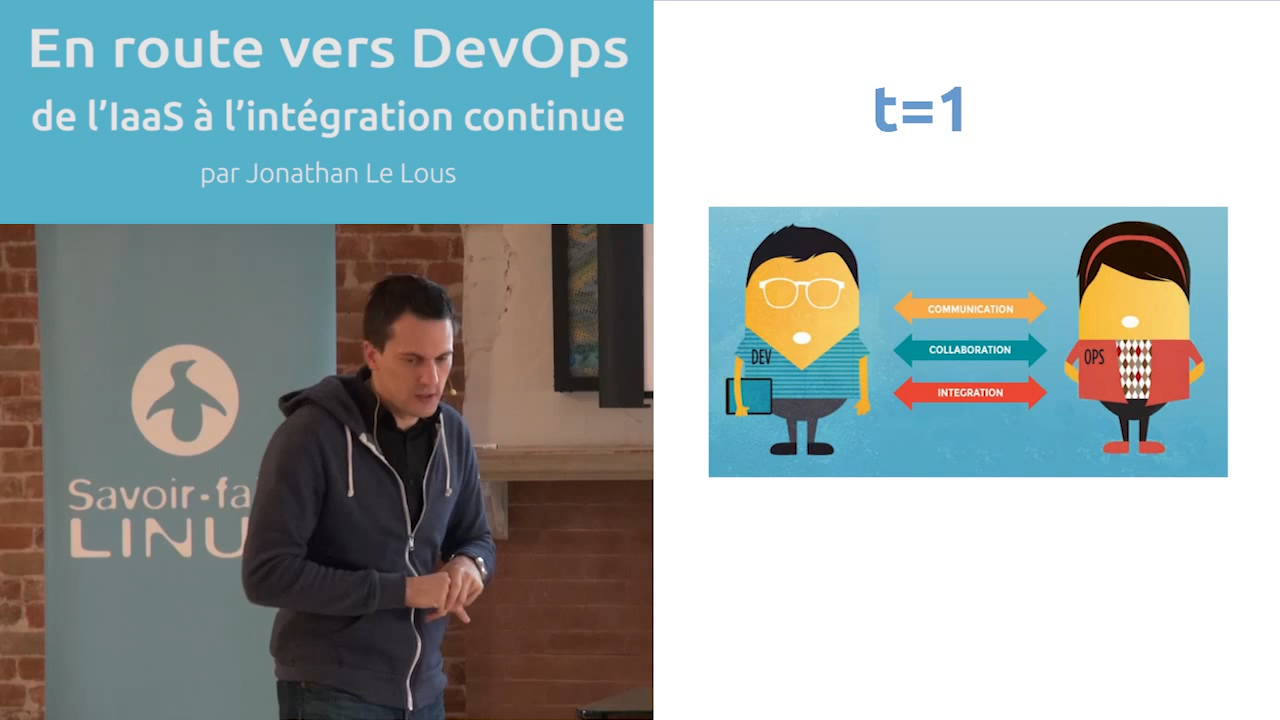 En route vers DevOps
de l'IaaS à l'intégration continue
par Jonathan Le Lous
Savoir-fa
LINU
t=1
DEV
COMMUNICATION
COLLABORATION
INTEGRATION
OPS